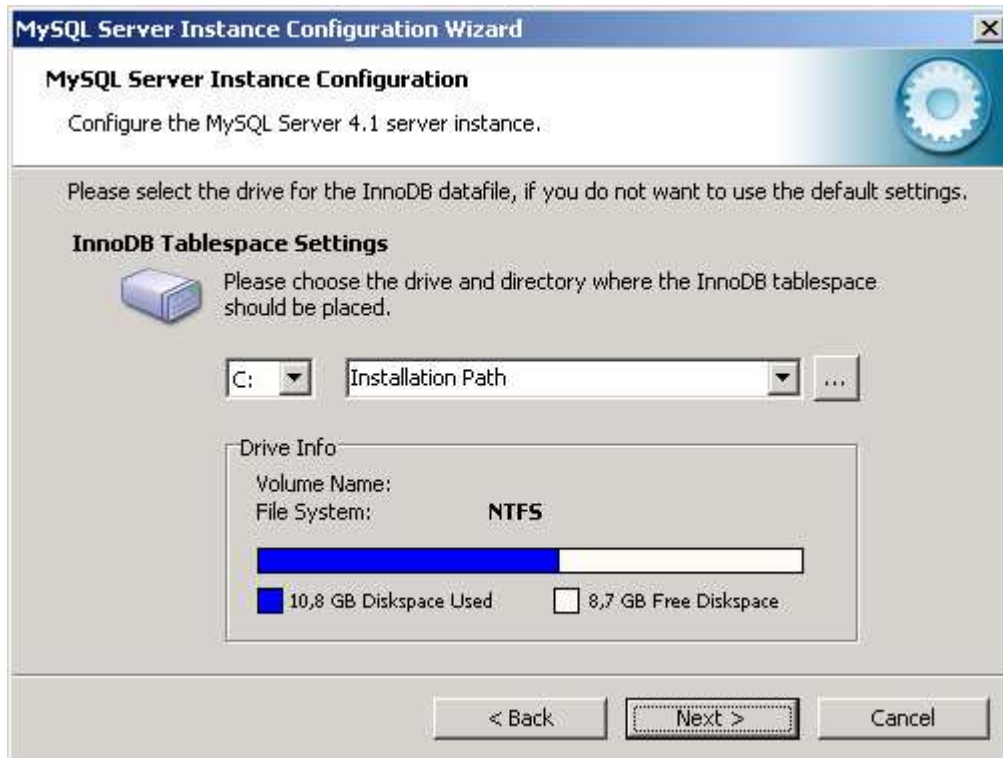 MySQL Server Instance Configuration Wizard
MySQL Server Instance Configuration
Configure the MySQL Server 4.1 server instance.
Please select the drive for the InnoDB datafile, if you do not want to use the default settings.
InnoDB Tablespace Settings
Please choose the drive and directory where the InnoDB tablespace
should be placed.
C: Installation Path ...
Drive Info
Volume Name:
File System: NTFS
10,8 GB Diskspace Used 8,7 GB Free Diskspace
< Back Next > Cancel